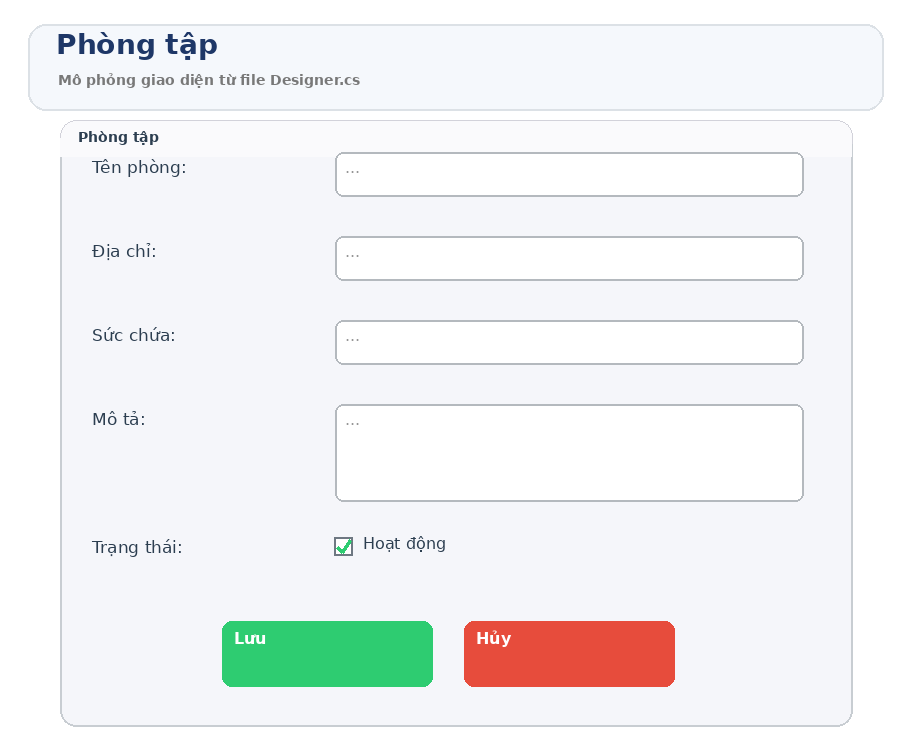 Phòng tập
Mô phỏng giao diện từ file Designer.cs
Phòng tập
Tên phòng: ...
Địa chỉ: ...
Sức chứa: ...
Mô tả: ...
Trạng thái: Hoạt động
Lưu Hủy